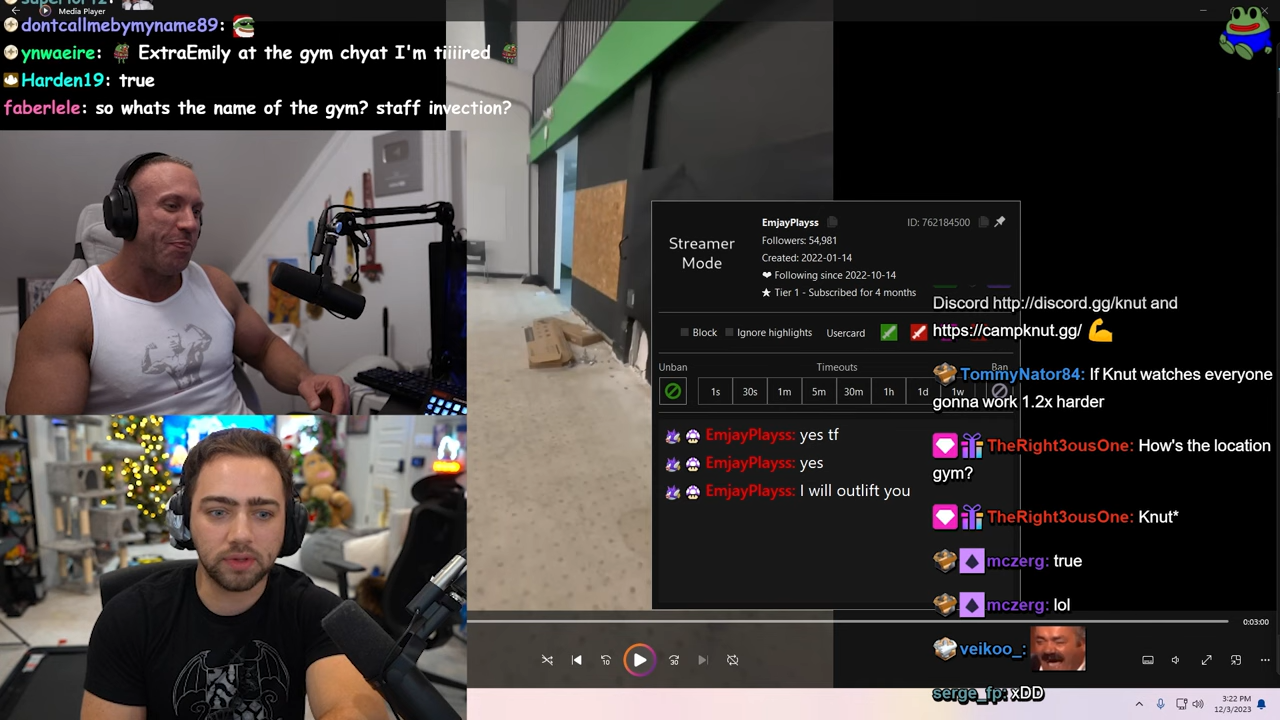 Media Player
dontcallmebymyname89:
ynwaeire: ExtraEmily at the gym chyat I'm tiiiired
Harden19: true
faberlele: so whats the name of the gym? staff invection?
EmjayPlayss
ID: 762184500
Followers: 54,981
Created: 2022-01-14
Following since 2022-10-14
Tier 1 - Subscribed for 4 months
Streamer
Mode
Block
Ignore highlights
Usercard
Unban
Timeouts
Ban
1s 30s 1m 5m 30m 1h 1d 1w
EmjayPlayss: yes tf
EmjayPlayss: yes
EmjayPlayss: I will outlift you
Discord http://discord.gg/knut and
https://campknut.gg/
TommyNator84: If Knut watches everyone
gonna work 1.2x harder
TheRight3ousOne: How's the location
gym?
TheRight3ousOne: Knut*
mczerg: true
mczerg: lol
veikoo_:
serge_fp: xDD
0:03:00
10
30
3:22 PM
12/3/2023